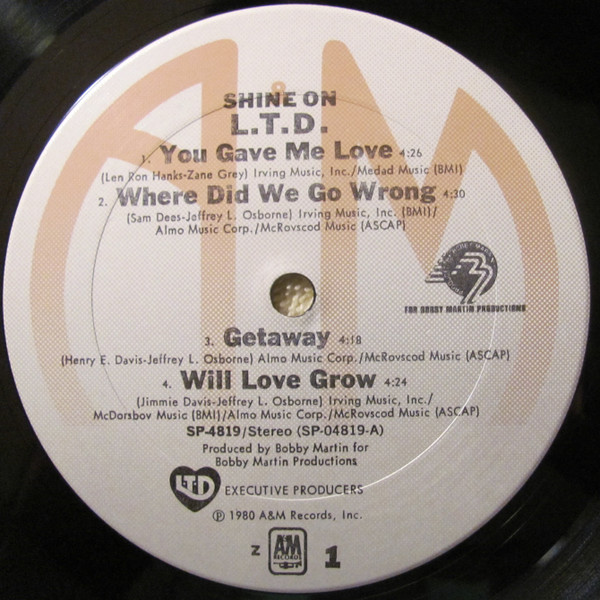 A&M
SHINE ON
L.T.D.
1. You Gave Me Love 4:26
(Len Ron Hanks-Zane Grey) Irving Music, Inc./Medad Music (BMI)
2. Where Did We Go Wrong 4:30
(Sam Dees-Jeffrey L. Osborne) Irving Music, Inc. (BMI)/
Almo Music Corp./McRovscod Music (ASCAP)
FOR BOBBY MARTIN PRODUCTIONS
3. Getaway 4:18
(Henry E. Davis-Jeffrey L. Osborne) Almo Music Corp./McRovscod Music (ASCAP)
4. Will Love Grow 4:24
(Jimmie Davis-Jeffrey L. Osborne) Irving Music, Inc./
McDorsbov Music (BMI)/Almo Music Corp./McRovscod Music (ASCAP)
SP-4819/Stereo (SP-04819-A)
Produced by Bobby Martin for
Bobby Martin Productions
LTD EXECUTIVE PRODUCERS
℗ 1980 A&M Records, Inc.
Z A&M RECORDS 1